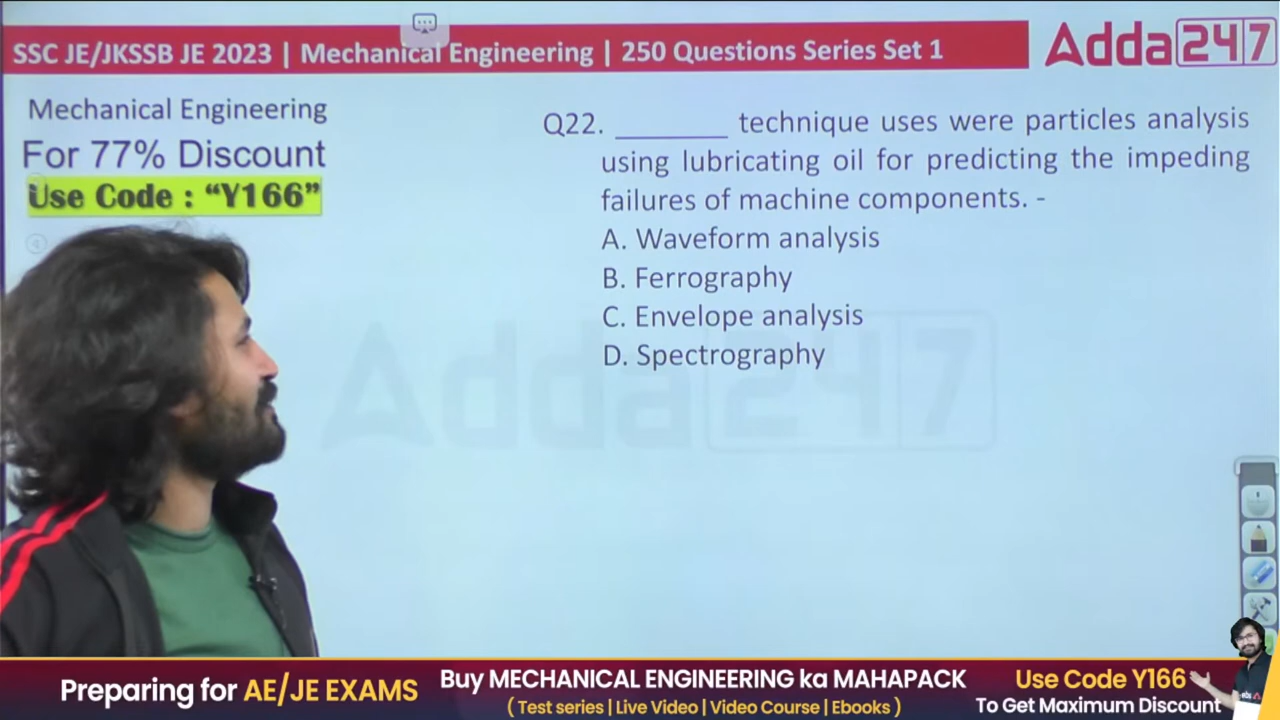 SSC JE/JKSSB JE 2023 | Mechanical Engineering | 250 Questions Series Set 1
Adda247
Mechanical Engineering
For 77% Discount
Use Code : “Y166”
Q22. ________ technique uses were particles analysis
using lubricating oil for predicting the impeding
failures of machine components. -
A. Waveform analysis
B. Ferrography
C. Envelope analysis
D. Spectrography
Adda247
Preparing for AE/JE EXAMS
Buy MECHANICAL ENGINEERING ka MAHAPACK
( Test series | Live Video | Video Course | Ebooks )
Use Code Y166
To Get Maximum Discount